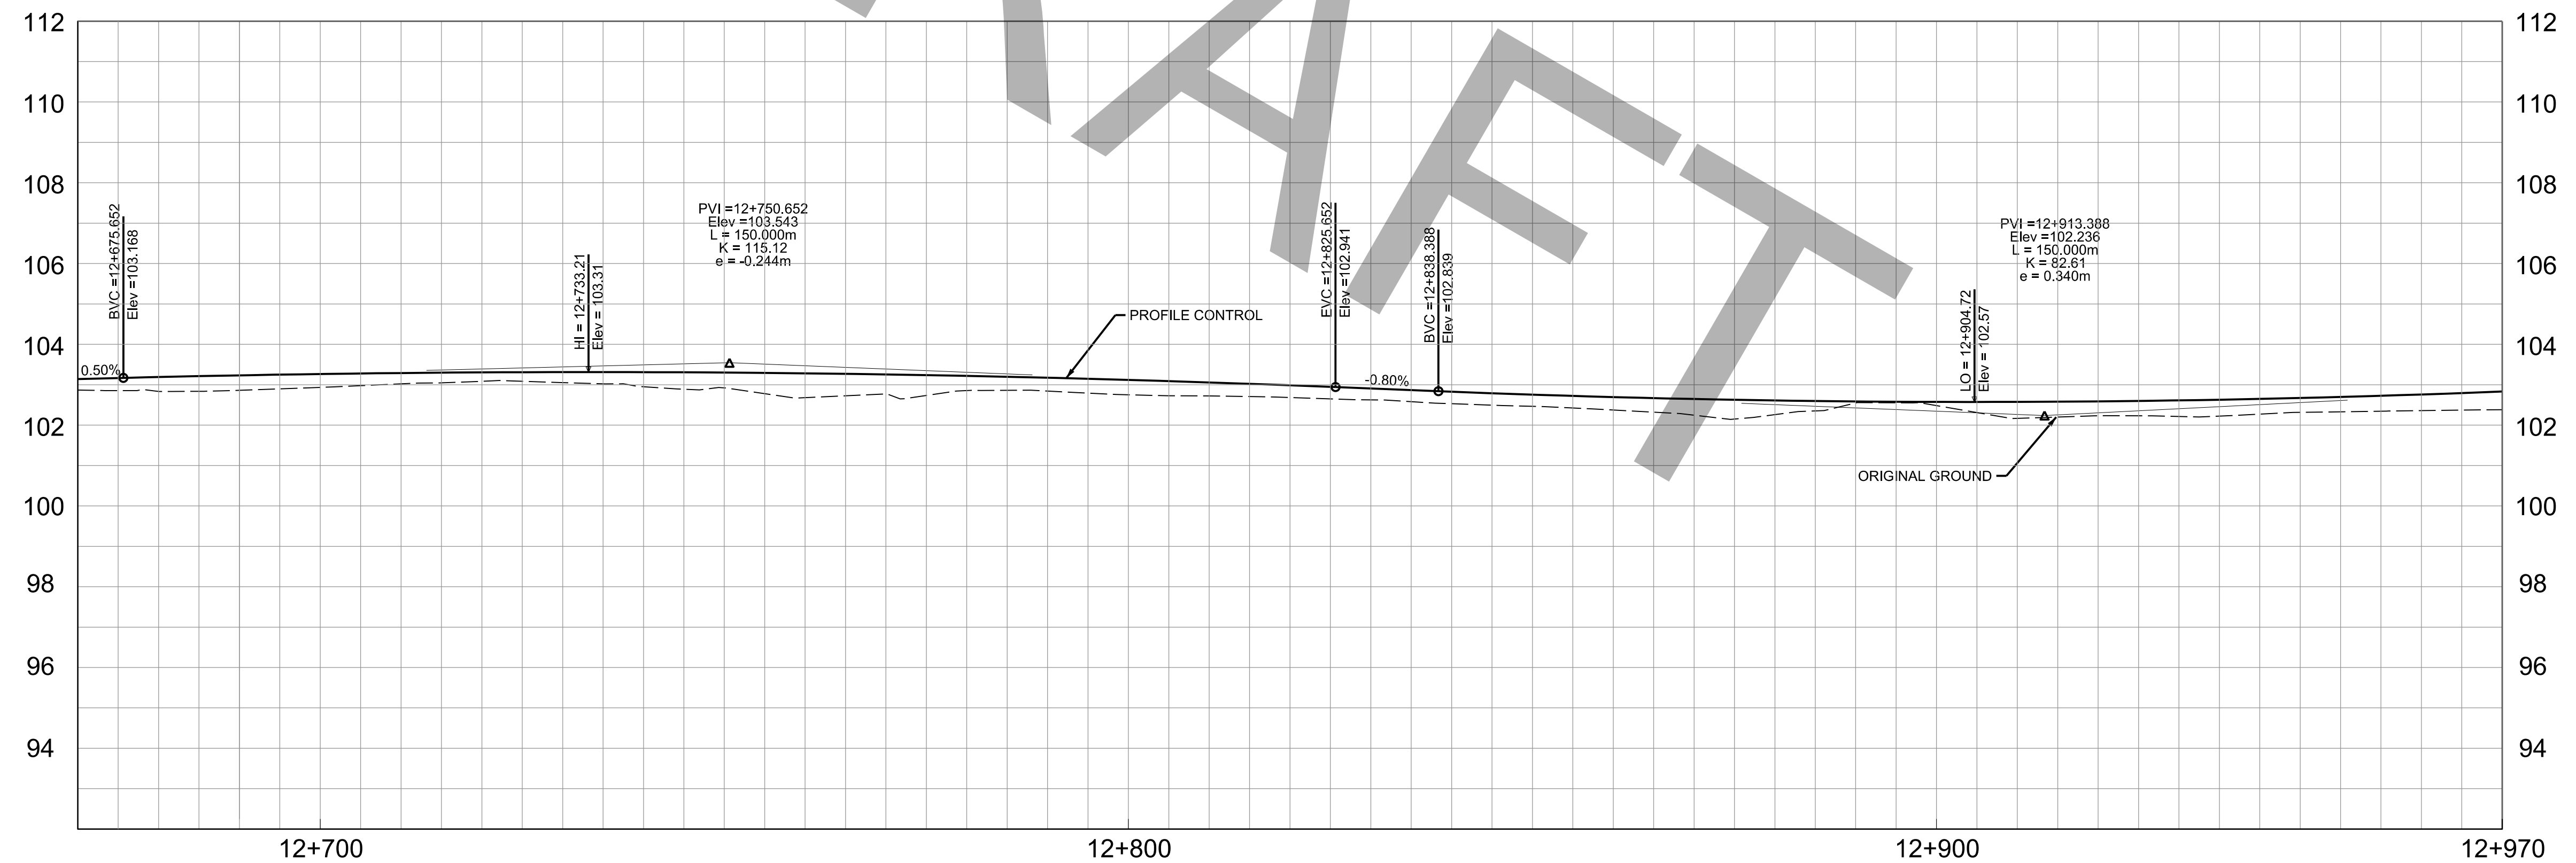 112
110
108
106
104
102
100
98
96
94
112
110
108
106
104
102
100
98
96
94
0.50%
BVC =12+675.652
Elev =103.168
HI = 12+733.21
Elev = 103.31
PVI =12+750.652
Elev =103.543
L = 150.000m
K = 115.12
e = -0.244m
PROFILE CONTROL
EVC =12+825.652
Elev =102.941
-0.80%
BVC =12+838.388
Elev =102.839
LO = 12+904.72
Elev = 102.57
PVI =12+913.388
Elev =102.236
L = 150.000m
K = 82.61
e = 0.340m
ORIGINAL GROUND
12+700
12+800
12+900
12+970
AFT